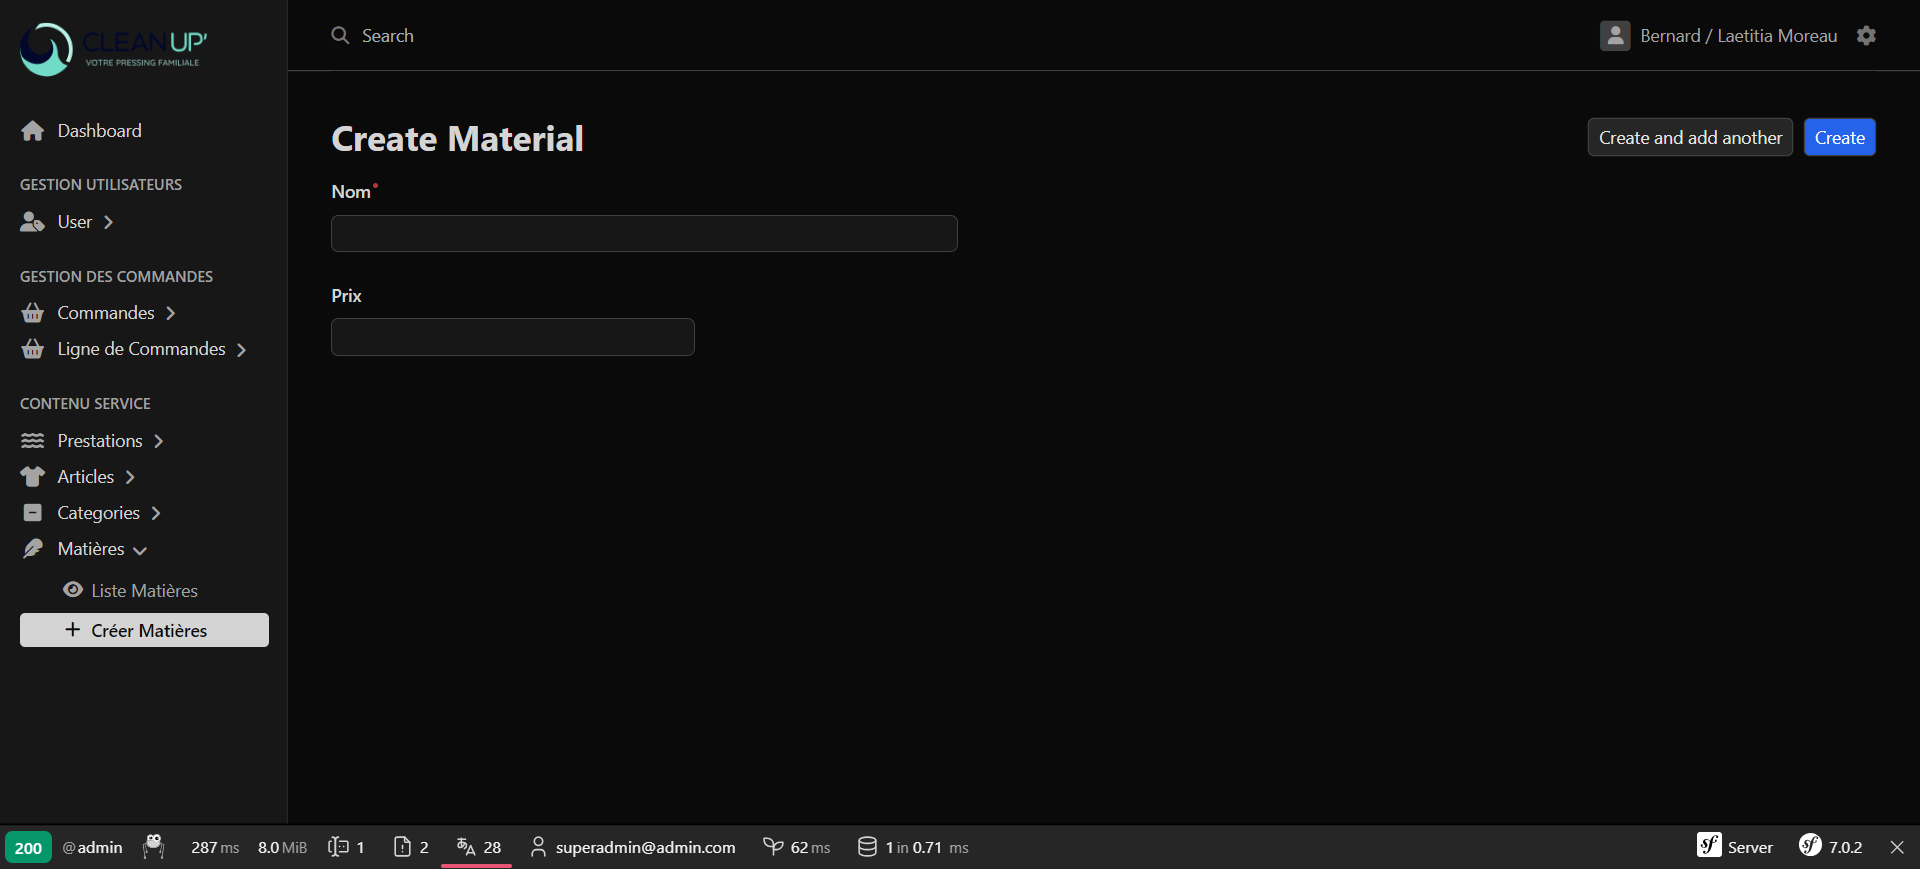 CLEAN UP'
VOTRE PRESSING FAMILIALE
Search
Bernard / Laetitia Moreau
Dashboard
GESTION UTILISATEURS
User
GESTION DES COMMANDES
Commandes
Ligne de Commandes
CONTENU SERVICE
Prestations
Articles
Categories
Matières
Liste Matières
Créer Matières
Create Material
Create and add another
Create
Nom
Prix
200 @admin 287 ms 8.0 MiB 1 2 28 superadmin@admin.com 62 ms 1 in 0.71 ms Server 7.0.2